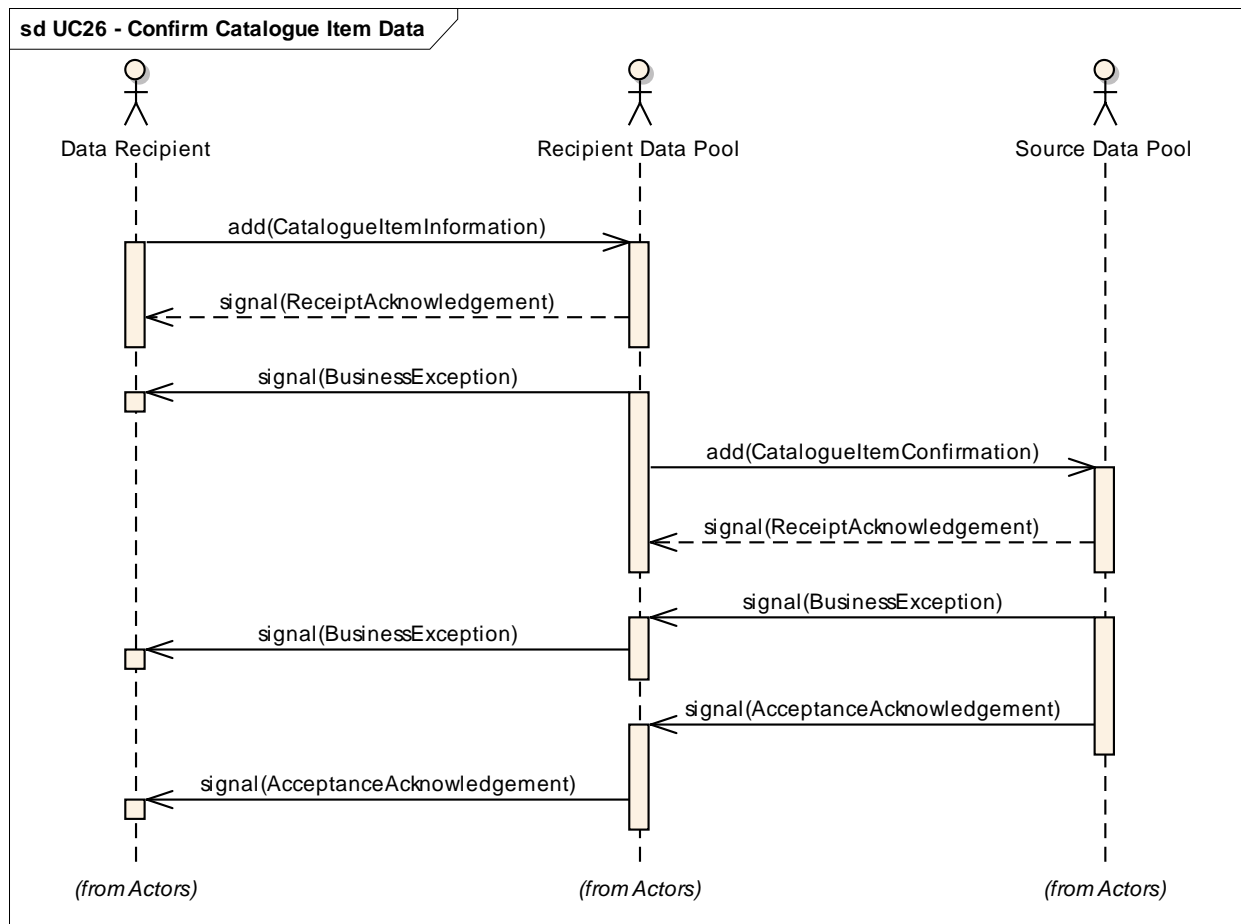 sd UC26 - Confirm Catalogue Item Data
Data Recipient
Recipient Data Pool
Source Data Pool
add(CatalogueItemInformation)
signal(ReceiptAcknowledgement)
signal(BusinessException)
add(CatalogueItemConfirmation)
signal(ReceiptAcknowledgement)
signal(BusinessException)
signal(BusinessException)
signal(AcceptanceAcknowledgement)
signal(AcceptanceAcknowledgement)
(from Actors)
(from Actors)
(from Actors)